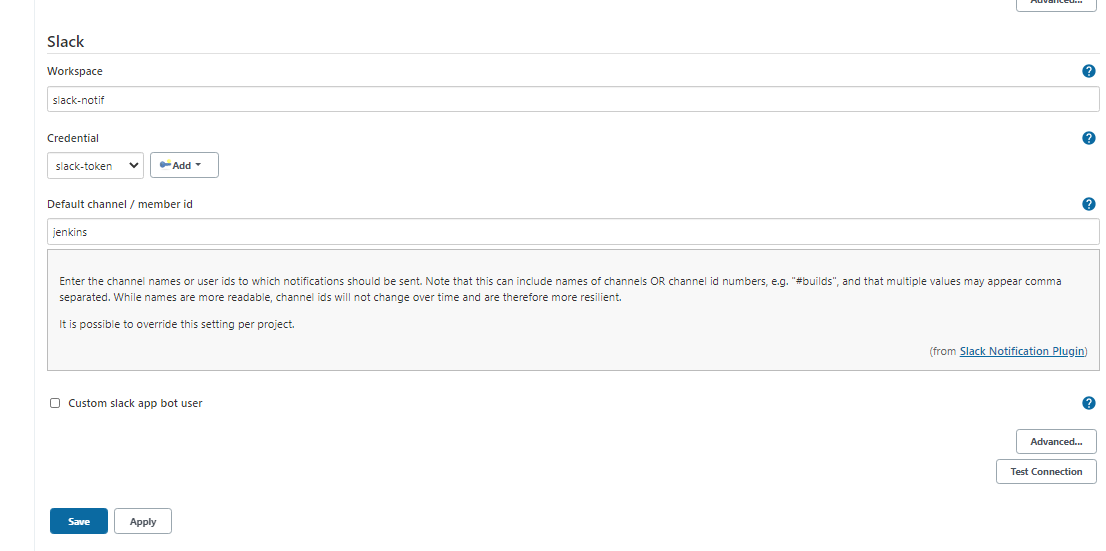 Advanced...
Slack
Workspace
slack-notif
Credential
slack-token
Add
Default channel / member id
jenkins
Enter the channel names or user ids to which notifications should be sent. Note that this can include names of channels OR channel id numbers, e.g. "#builds", and that multiple values may appear comma
separated. While names are more readable, channel ids will not change over time and are therefore more resilient.
It is possible to override this setting per project.
(from Slack Notification Plugin)
Custom slack app bot user
Advanced...
Test Connection
Save Apply